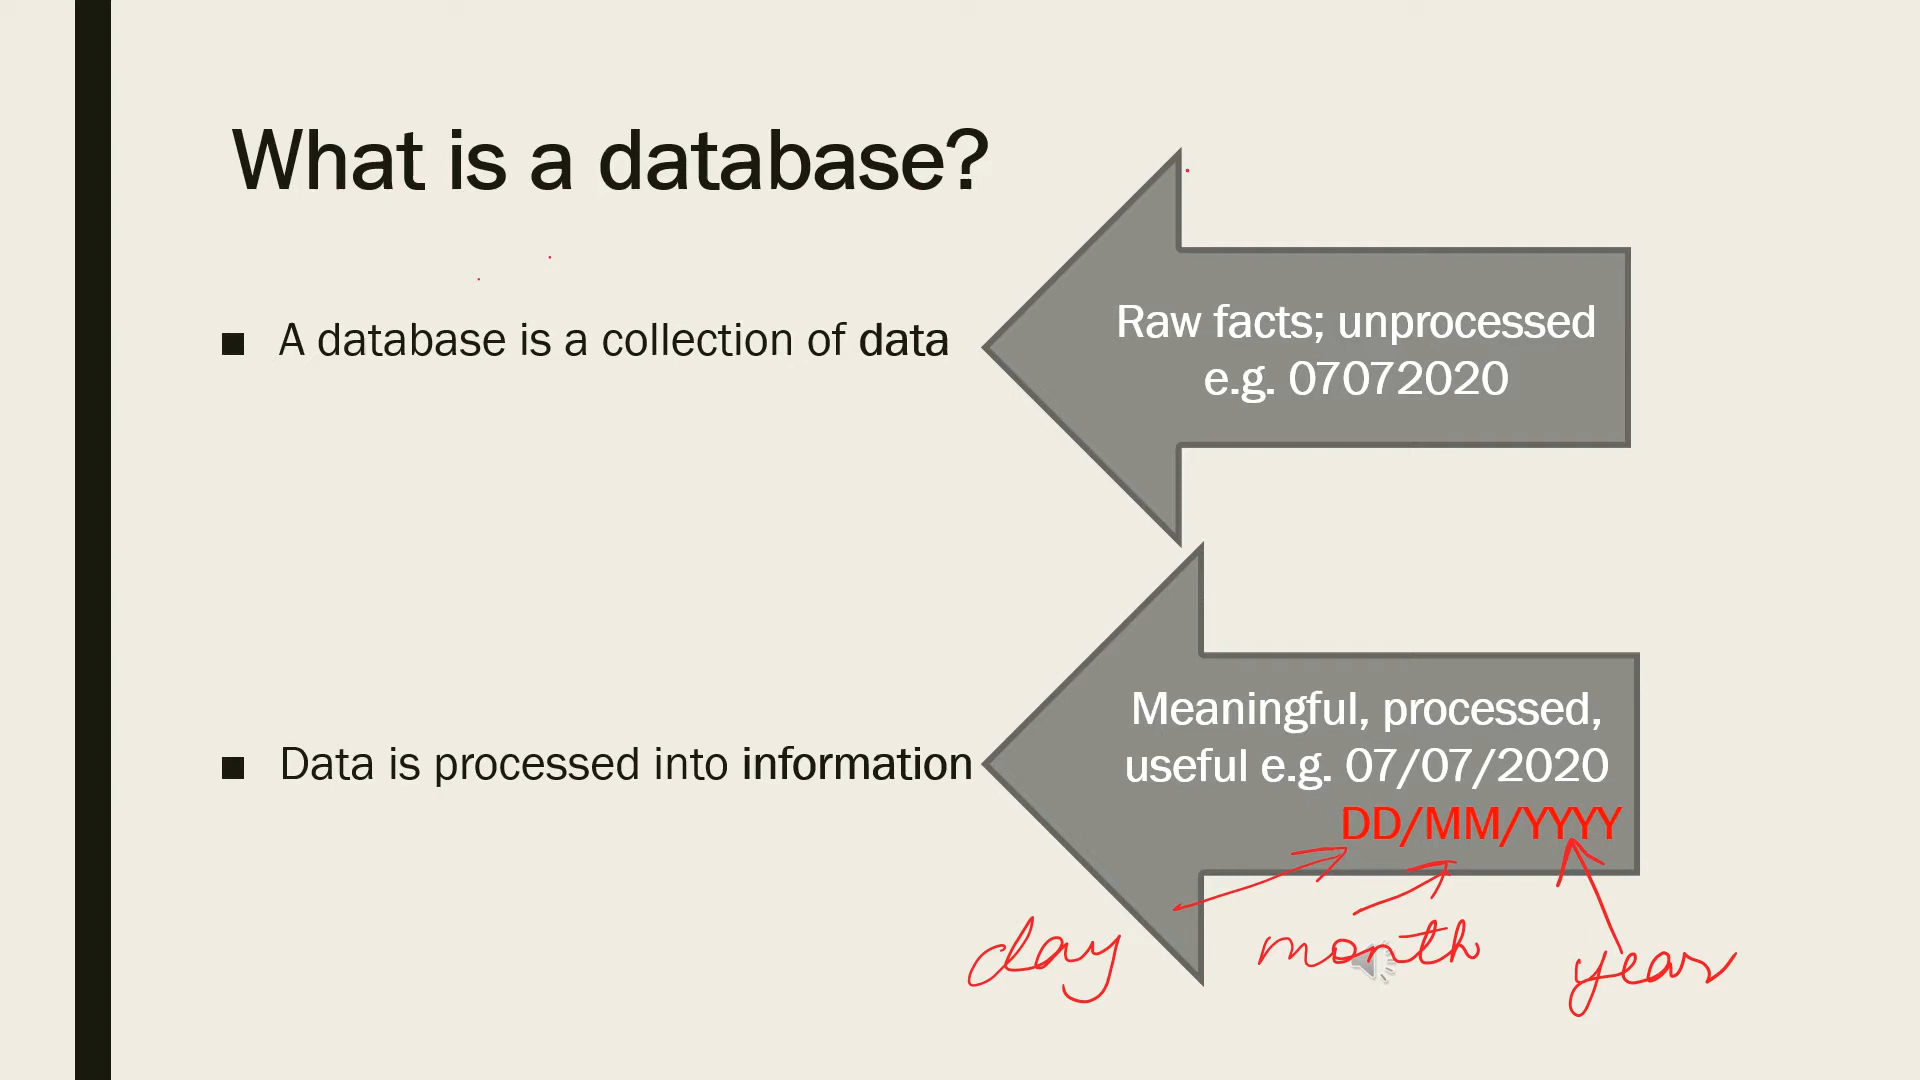 What is a database?
■ A database is a collection of data
Raw facts; unprocessed
e.g. 07072020
■ Data is processed into information
Meaningful, processed,
useful e.g. 07/07/2020
DD/MM/YYYY
day month year